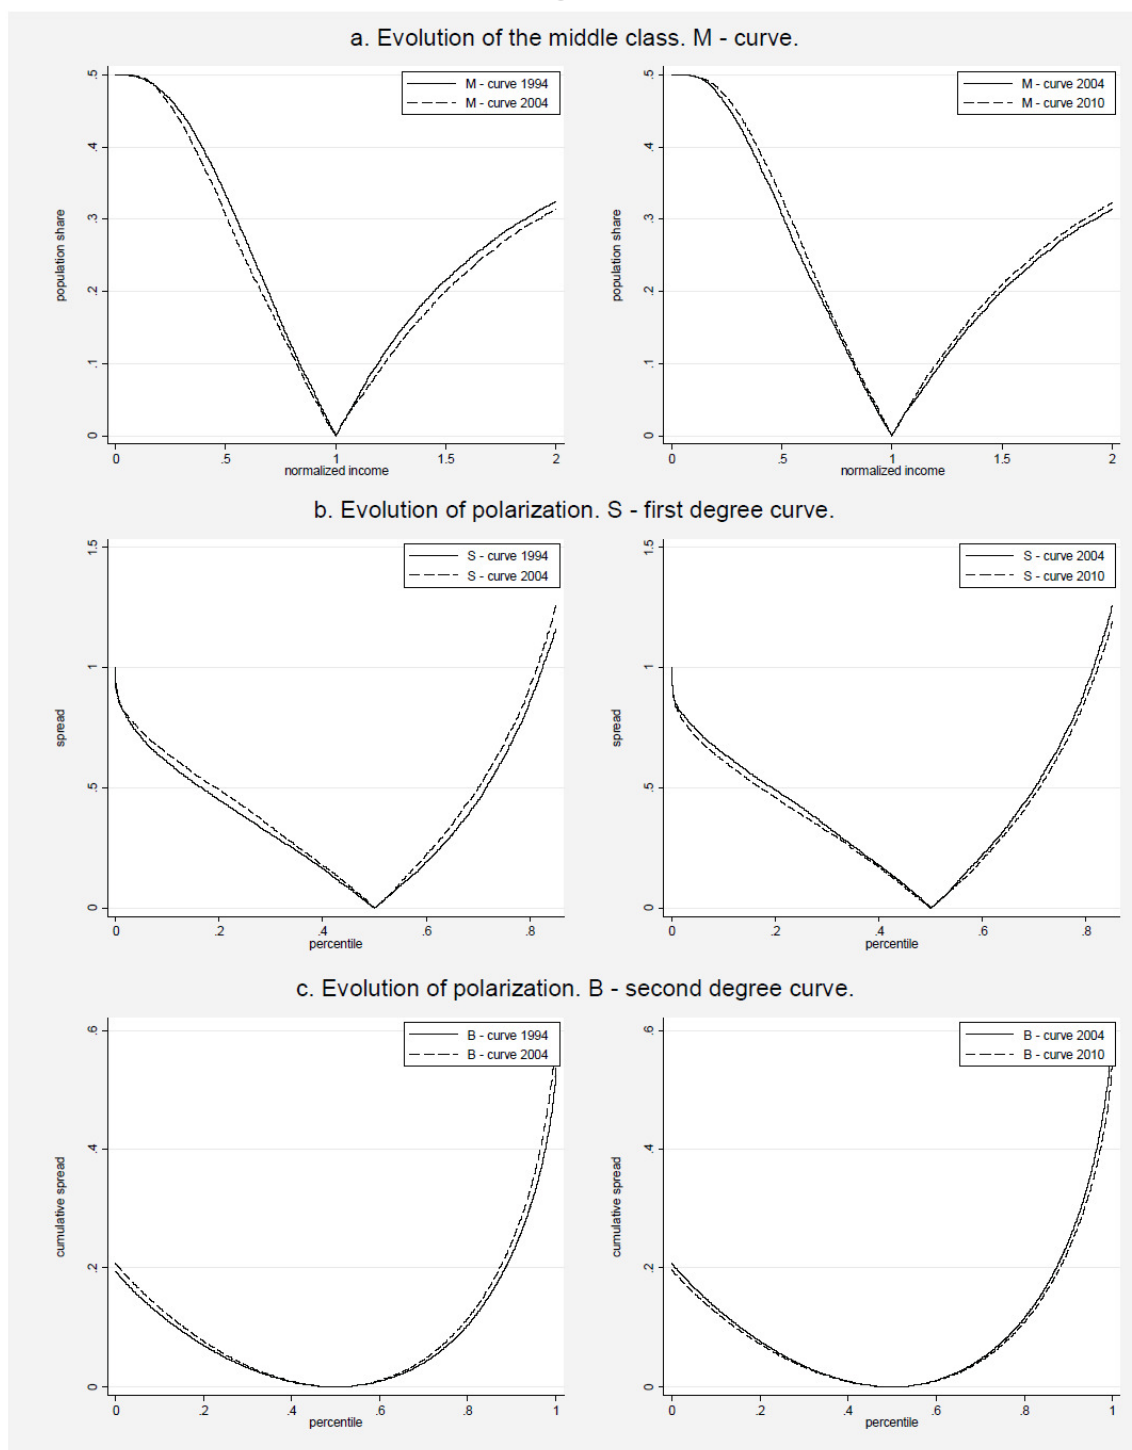 a. Evolution of the middle class. M - curve.
M - curve 1994
M - curve 2004
population share
.5
.4
.3
.2
.1
0
0 .5 1 1.5 2
normalized income
M - curve 2004
M - curve 2010
population share
.5
.4
.3
.2
.1
0
0 .5 1 1.5 2
normalized income
b. Evolution of polarization. S - first degree curve.
S - curve 1994
S - curve 2004
spread
1.5
1
.5
0
0 .2 .4 .6 .8
percentile
S - curve 2004
S - curve 2010
spread
1.5
1
.5
0
0 .2 .4 .6 .8
percentile
c. Evolution of polarization. B - second degree curve.
B - curve 1994
B - curve 2004
cumulative spread
.6
.4
.2
0
0 .2 .4 .6 .8 1
percentile
B - curve 2004
B - curve 2010
cumulative spread
.6
.4
.2
0
0 .2 .4 .6 .8 1
percentile